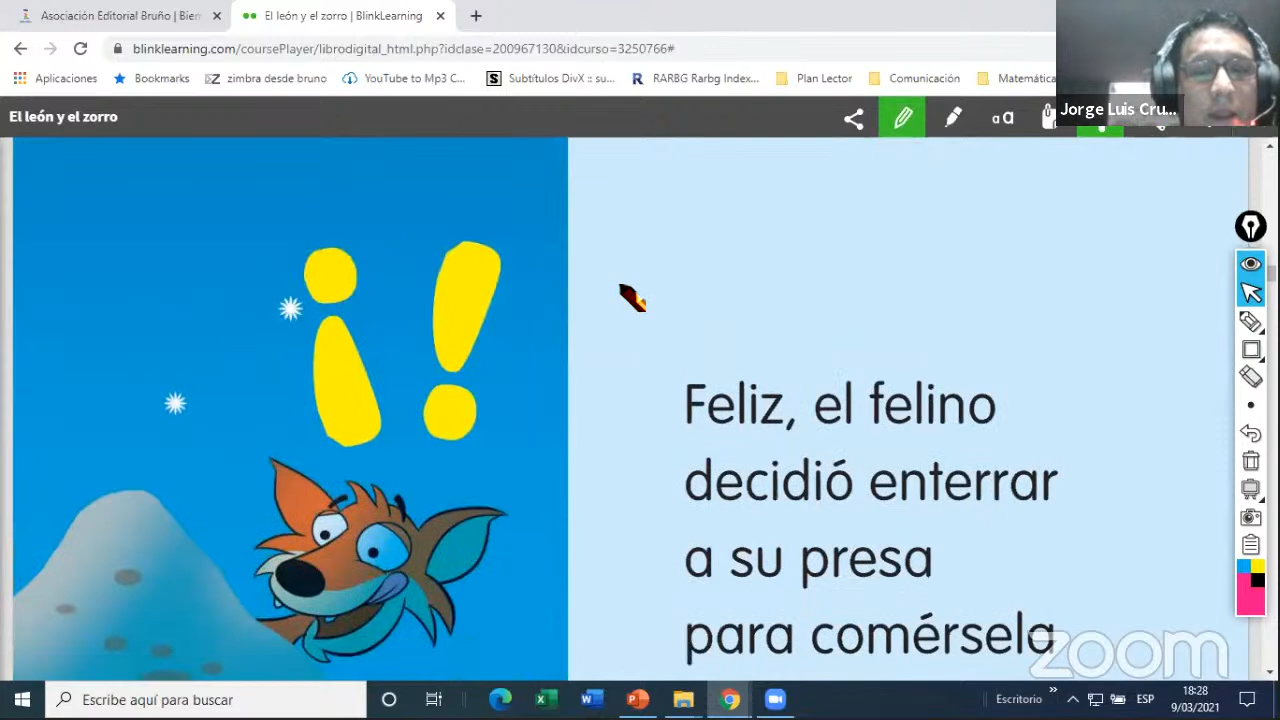 Asociación Editorial Bruño | Bien
El león y el zorro | BlinkLearning
blinklearning.com/coursePlayer/librodigital_html.php?idclase=200967130&idcurso=3250766#
Aplicaciones
Bookmarks
zimbra desde bruno
YouTube to Mp3 C...
S
Subtítulos DivX :: su...
R
RARBG Rarbg Index...
Plan Lector
Comunicación
Matemática
El león y el zorro
aa
Jorge Luis Cru...
¡!
Feliz, el felino
decidió enterrar
a su presa
para comérsela
zoom
Escribe aquí para buscar
Escritorio
ESP
18:28
9/03/2021